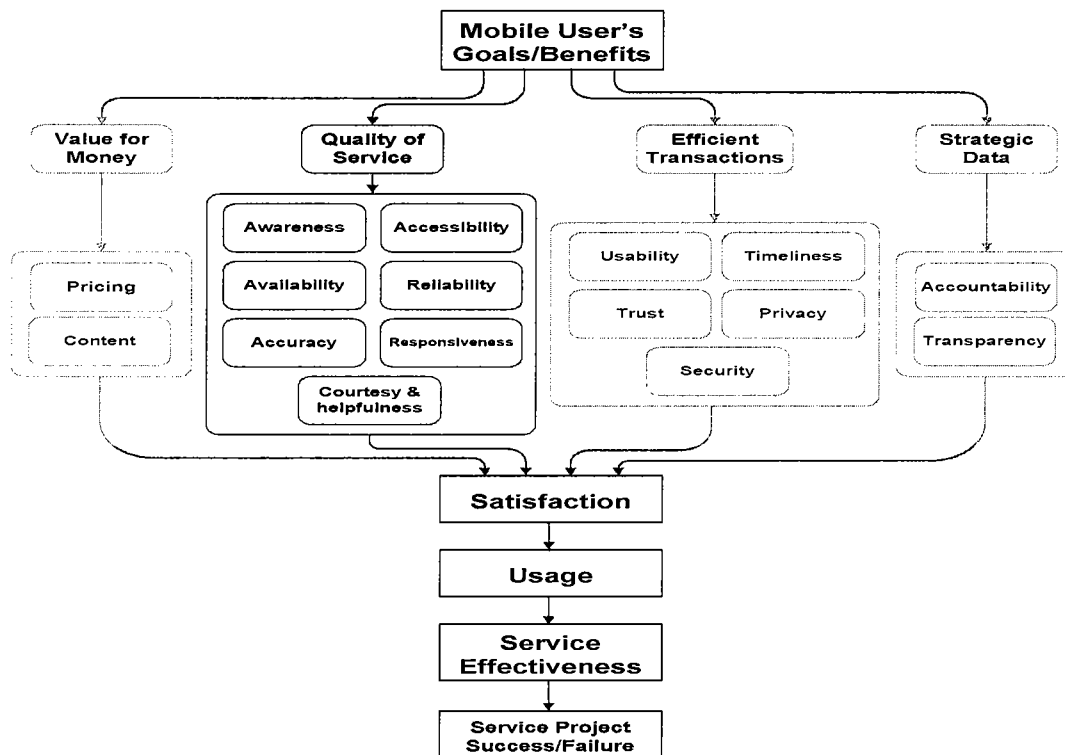 Mobile User's
Goals/Benefits
Value for
Money
Quality of
Service
Efficient
Transactions
Strategic
Data
Pricing
Content
Awareness
Accessibility
Availability
Reliability
Accuracy
Responsiveness
Courtesy &
helpfulness
Usability
Timeliness
Trust
Privacy
Security
Accountability
Transparency
Satisfaction
Usage
Service
Effectiveness
Service Project
Success/Failure